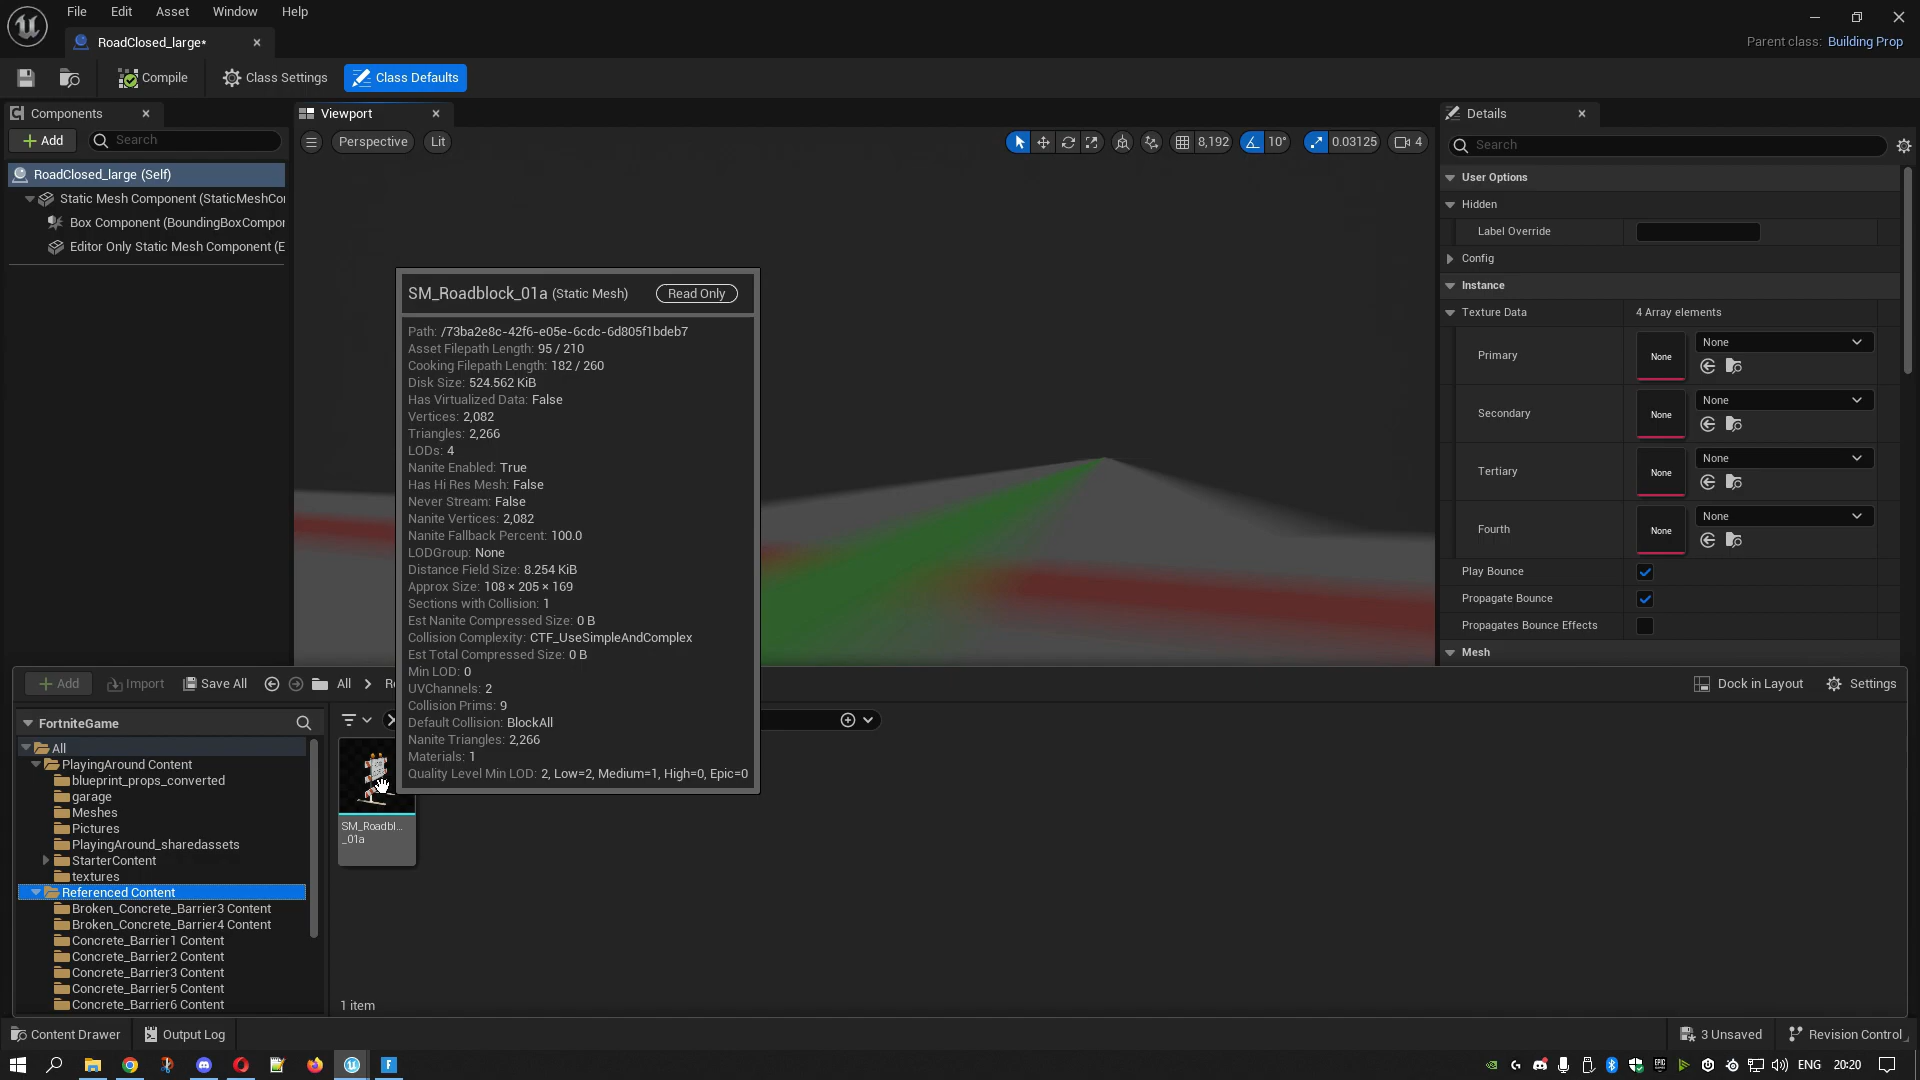 File Edit Asset Window Help
RoadClosed_large*
Parent class: Building Prop
Compile Class Settings Class Defaults
Components Viewport Details
Add Search Perspective Lit 8,192 10° 0.03125 4 Search
RoadClosed_large (Self)
Static Mesh Component (StaticMeshCor
Box Component (BoundingBoxCompor
Editor Only Static Mesh Component (E
User Options
Hidden
Label Override
Config
Instance
Texture Data 4 Array elements
Primary None None
Secondary None None
Tertiary None None
Fourth None None
Play Bounce
Propagate Bounce
Propagates Bounce Effects
Mesh
SM_Roadblock_01a (Static Mesh) Read Only
Path: /73ba2e8c-42f6-e05e-6cdc-6d805f1bdeb7
Asset Filepath Length: 95 / 210
Cooking Filepath Length: 182 / 260
Disk Size: 524.562 KiB
Has Virtualized Data: False
Vertices: 2,082
Triangles: 2,266
LODs: 4
Nanite Enabled: True
Has Hi Res Mesh: False
Never Stream: False
Nanite Vertices: 2,082
Nanite Fallback Percent: 100.0
LODGroup: None
Distance Field Size: 8.254 KiB
Approx Size: 108 × 205 × 169
Sections with Collision: 1
Est Nanite Compressed Size: 0 B
Collision Complexity: CTF_UseSimpleAndComplex
Est Total Compressed Size: 0 B
Min LOD: 0
UVChannels: 2
Collision Prims: 9
Default Collision: BlockAll
Nanite Triangles: 2,266
Materials: 1
Quality Level Min LOD: 2, Low=2, Medium=1, High=0, Epic=0
Add Import Save All All Re Dock in Layout Settings
FortniteGame
All
PlayingAround Content
blueprint_props_converted
garage
Meshes
Pictures
PlayingAround_sharedassets
StarterContent
textures
Referenced Content
Broken_Concrete_Barrier3 Content
Broken_Concrete_Barrier4 Content
Concrete_Barrier1 Content
Concrete_Barrier2 Content
Concrete_Barrier3 Content
Concrete_Barrier5 Content
Concrete_Barrier6 Content
SM_Roadbl...
_01a
1 item
Content Drawer Output Log 3 Unsaved Revision Control
ENG 20:20